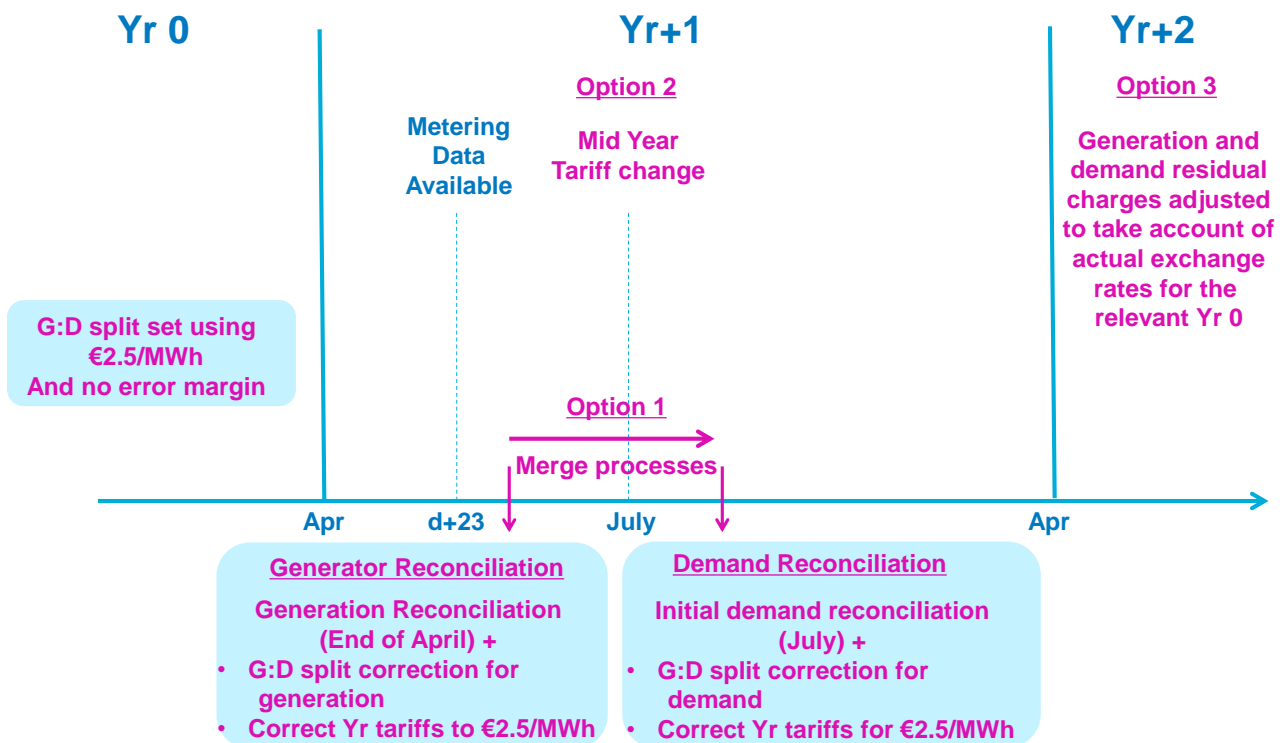 Yr 0
Yr+1
Yr+2
Option 2
Mid Year
Tariff change
Metering
Data
Available
Option 3
Generation and
demand residual
charges adjusted
to take account of
actual exchange
rates for the
relevant Yr 0
G:D split set using
€2.5/MWh
And no error margin
Option 1
Merge processes
Apr
d+23
July
Apr
Generator Reconciliation
Generation Reconciliation
(End of April) +
• G:D split correction for
generation
• Correct Yr tariffs to €2.5/MWh
Demand Reconciliation
Initial demand reconciliation
(July) +
• G:D split correction for
demand
• Correct Yr tariffs for €2.5/MWh